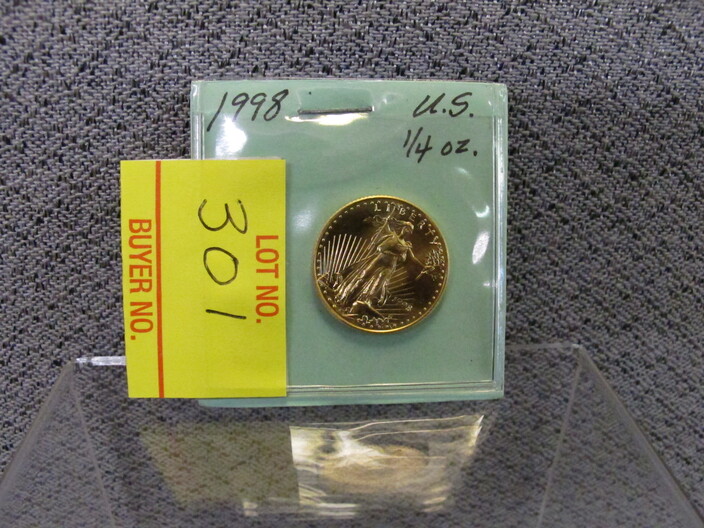 1998 U.S.
1/4 oz.
LOT NO.
301
BUYER NO.
LIBERTY